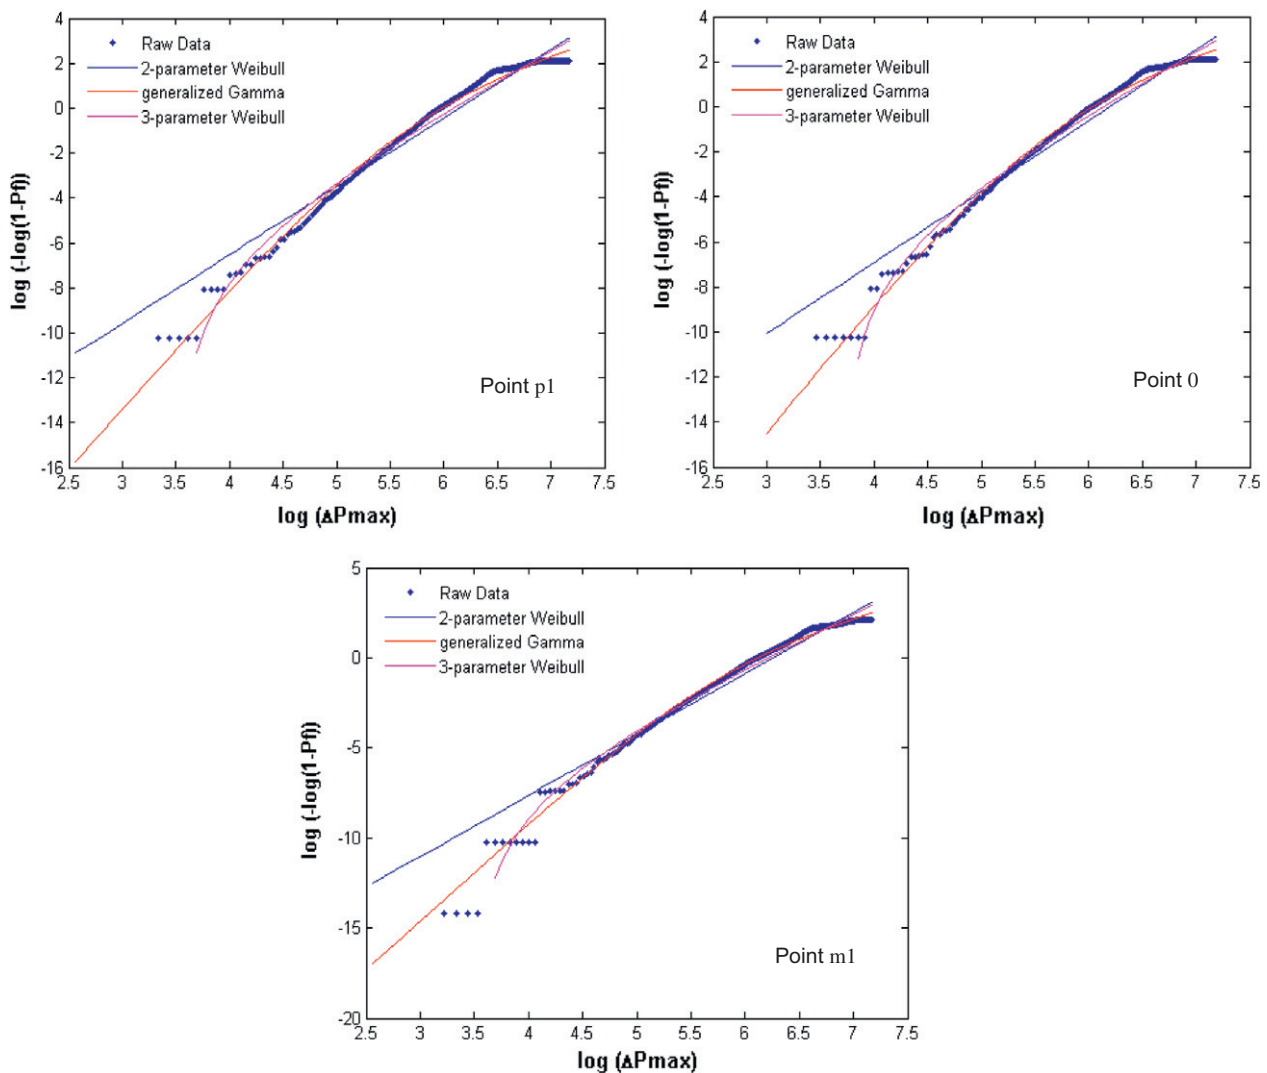 4
2
0
-2
-4
-6
-8
-10
-12
-14
-16
2.5 3 3.5 4 4.5 5 5.5 6 6.5 7 7.5
log (-log(1-Pf))
log (ΔPmax)
Raw Data
2-parameter Weibull
generalized Gamma
3-parameter Weibull
Point p1
4
2
0
-2
-4
-6
-8
-10
-12
-14
-16
2.5 3 3.5 4 4.5 5 5.5 6 6.5 7 7.5
log (-log(1-Pf))
log (ΔPmax)
Raw Data
2-parameter Weibull
generalized Gamma
3-parameter Weibull
Point 0
5
0
-5
-10
-15
-20
2.5 3 3.5 4 4.5 5 5.5 6 6.5 7 7.5
log (-log(1-Pf))
log (ΔPmax)
Raw Data
2-parameter Weibull
generalized Gamma
3-parameter Weibull
Point m1